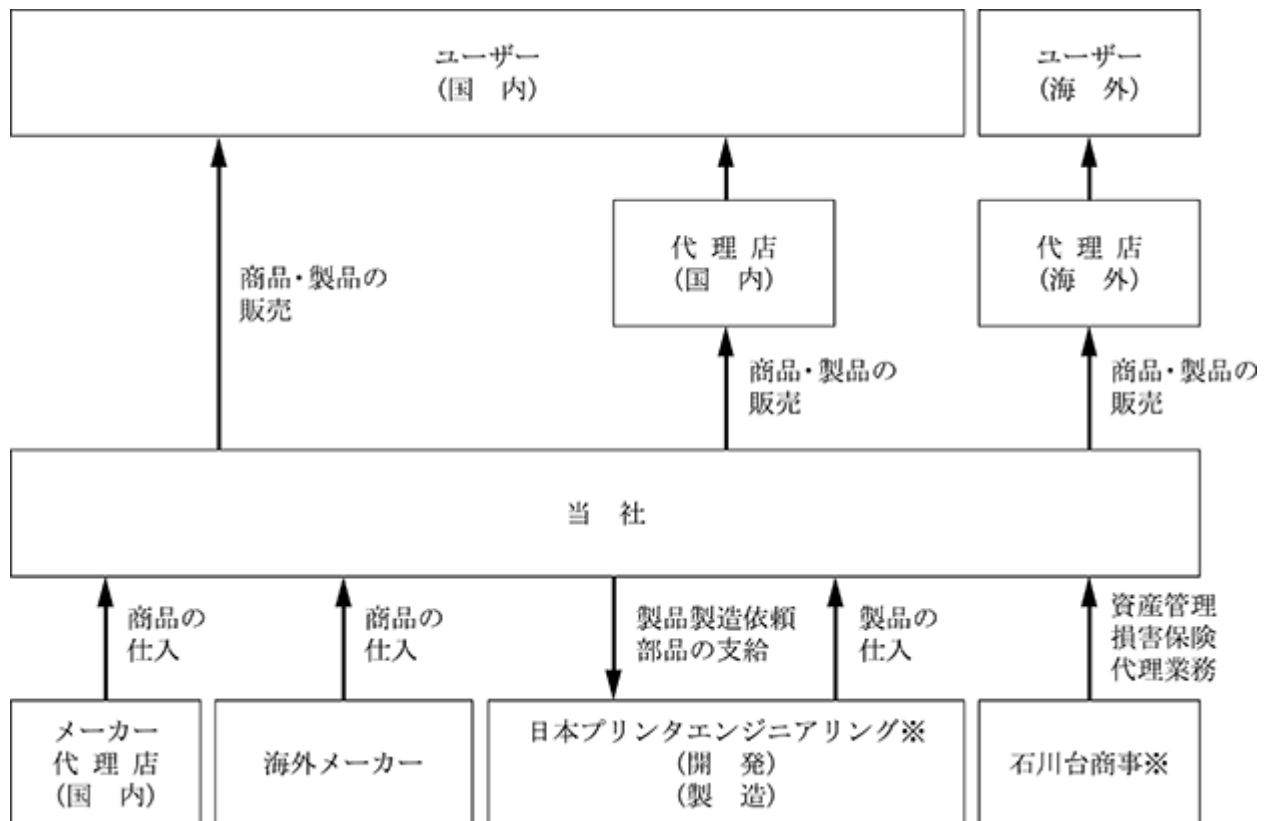 ユーザー
(国　内)
ユーザー
(海　外)
代 理 店
(国　内)
代 理 店
(海　外)
商品・製品の
販売
商品・製品の
販売
商品・製品の
販売
当　社
商品の
仕入
商品の
仕入
製品製造依頼
部品の支給
製品の
仕入
資産管理
損害保険
代理業務
メーカー
代 理 店
(国　内)
海外メーカー
日本プリンタエンジニアリング※
(開　発)
(製　造)
石川台商事※